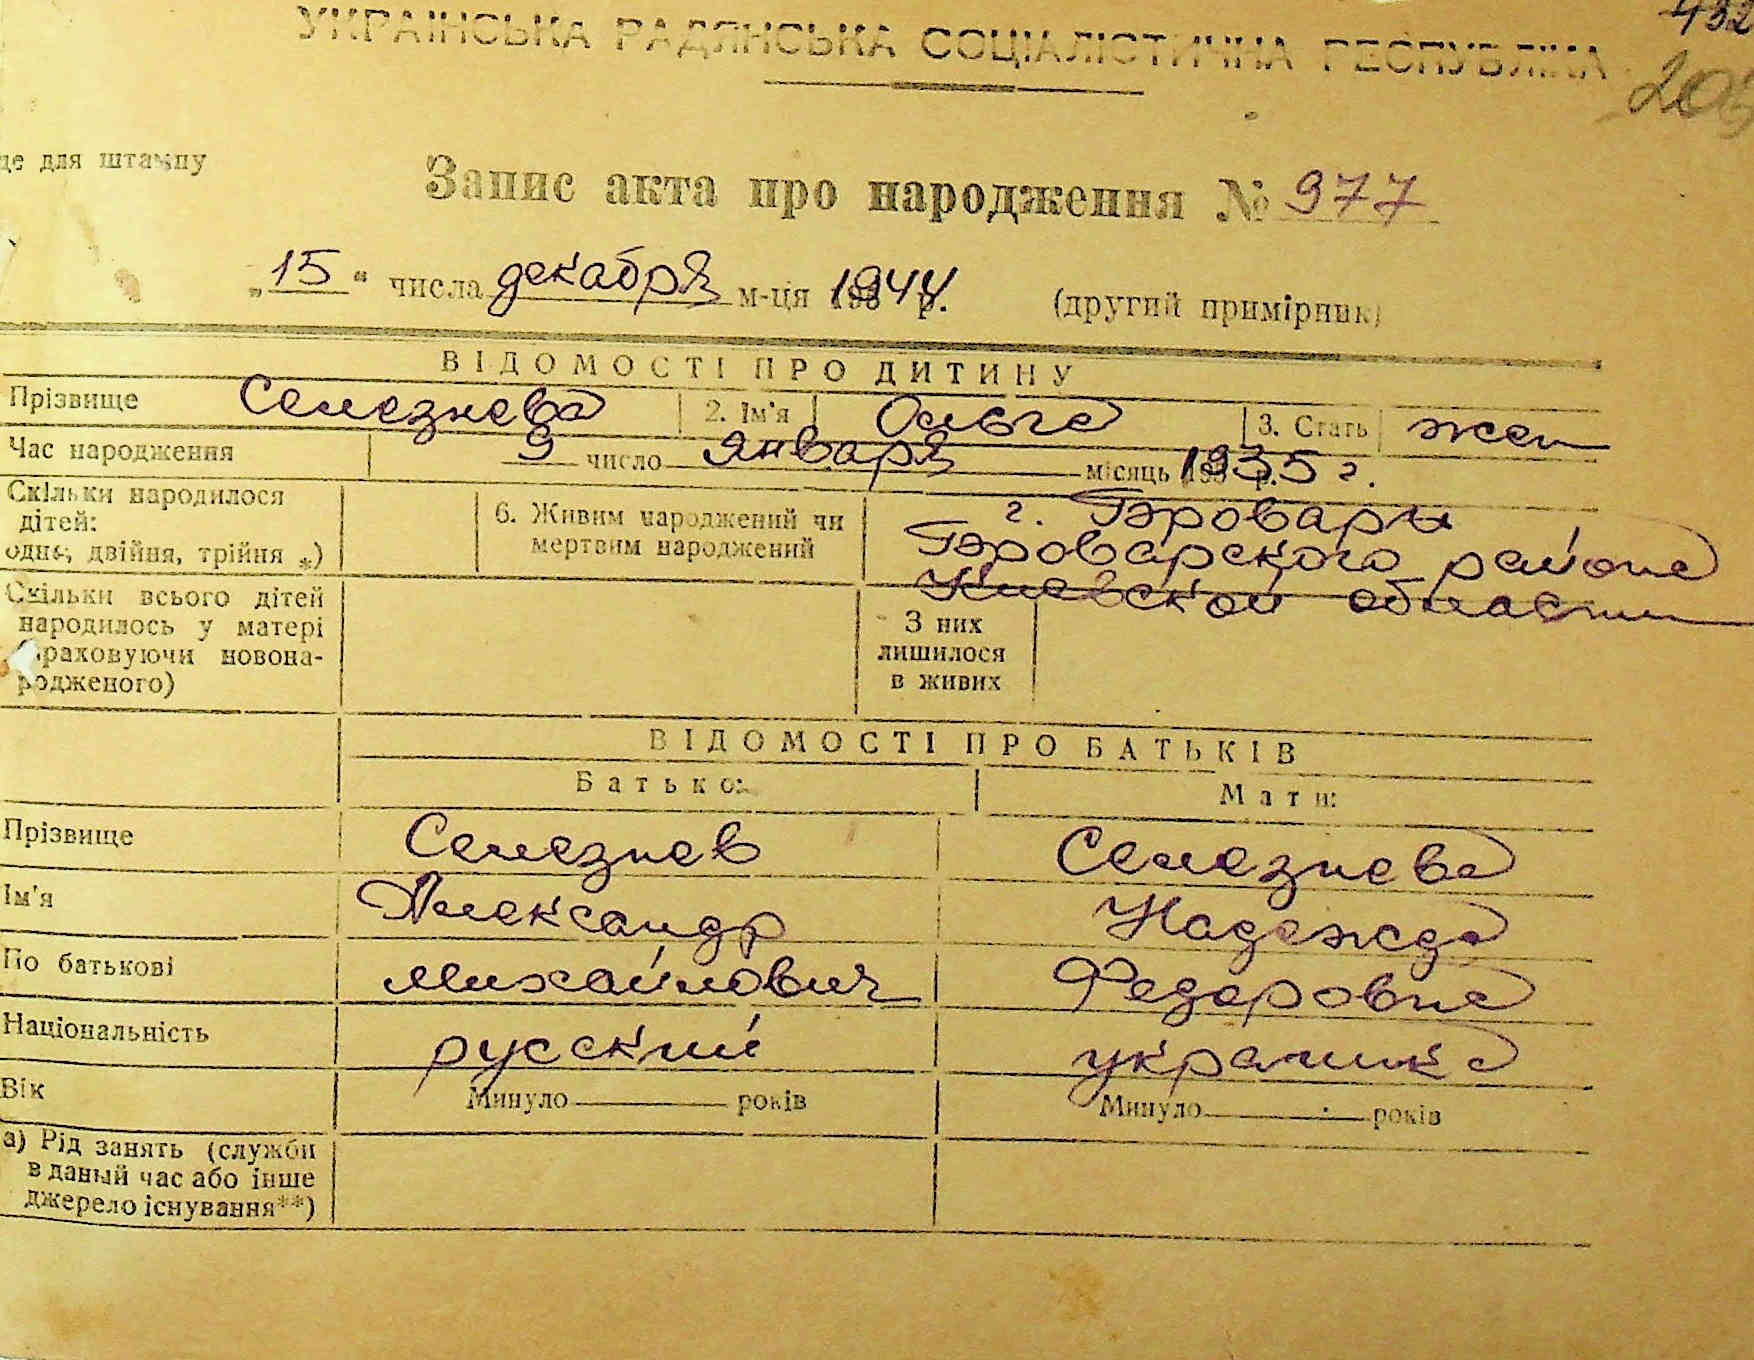 432
УКРАЇНСЬКА РАДЯНСЬКА СОЦІАЛІСТИЧНА РЕСПУБЛІКА
це для штампу
Запис акта про народження № 977
„15“ числа декабря м-ця 1944 р. (другий примірник)
ВІДОМОСТІ ПРО ДИТИНУ
Прізвище Селезнева 2. Ім'я Ольга 3. Стать жен
Час народження 9 число января місяць 1935 г.
Скільки народилося дітей: одне, двійня, трійня *)
6. Живим народжений чи мертвим народжений
г. Бровары
Броварского района
Киевской области
Скільки всього дітей народилось у матері (враховуючи новонародженого)
З них лишилося в живих
ВІДОМОСТІ ПРО БАТЬКІВ
Батько: Мати:
Прізвище Селезнев Селезнева
Ім'я Александр Надежда
По батькові Михайлович Федоровна
Національність русский украинка
Вік Минуло років Минуло років
а) Рід занять (служби в даный час або інше джерело існування**)